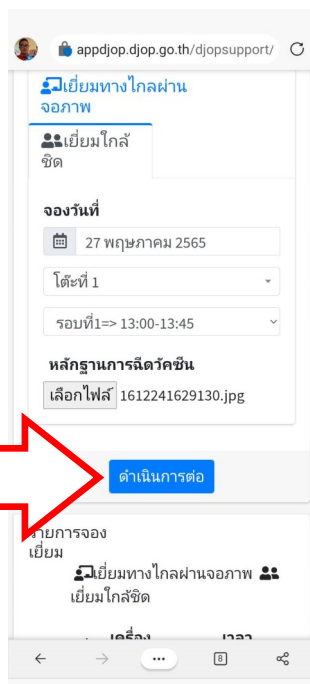 appdjop.djop.go.th/djopsupport/
เยี่ยมทางไกลผ่าน
จอภาพ
เยี่ยมใกล้
ชิด
จองวันที่
27 พฤษภาคม 2565
โต๊ะที่ 1
รอบที่1=> 13:00-13:45
หลักฐานการฉีดวัคซีน
เลือกไฟล์ 1612241629130.jpg
ดำเนินการต่อ
รายการจอง
เยี่ยม
เยี่ยมทางไกลผ่านจอภาพ
เยี่ยมใกล้ชิด
เครื่อง เวลา
8